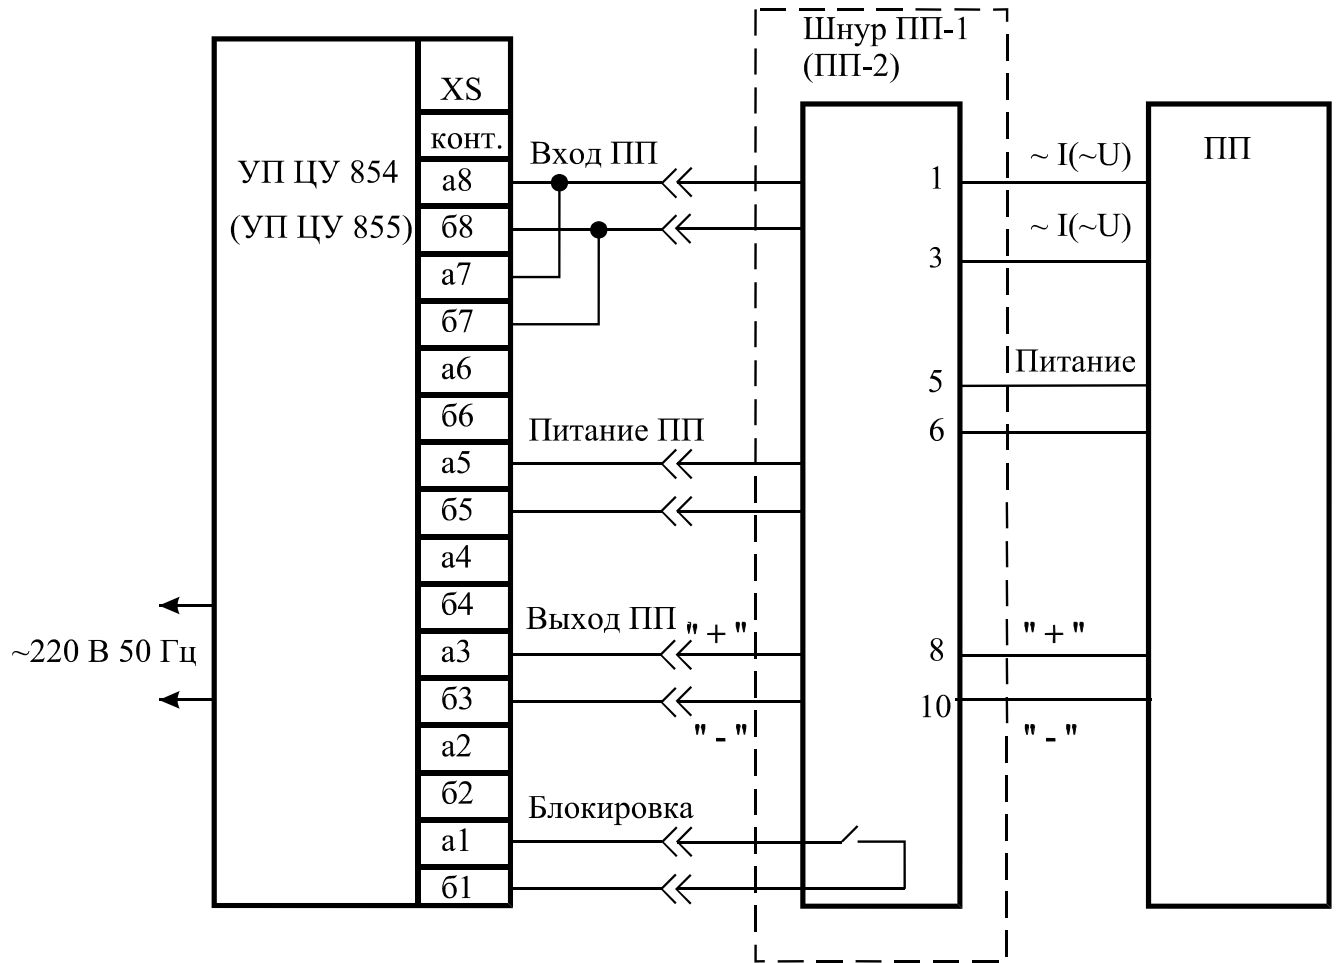 Шнур ПП-1
(ПП-2)
XS
конт.
УП ЦУ 854
(УП ЦУ 855)
а8
б8
а7
б7
а6
б6
а5
б5
а4
б4
а3
б3
а2
б2
а1
б1
~220 В 50 Гц
Вход ПП
Питание ПП
Выход ПП
" + "
" - "
Блокировка
1
3
5
6
8
10
~ I(~U)
~ I(~U)
Питание
" + "
" - "
ПП